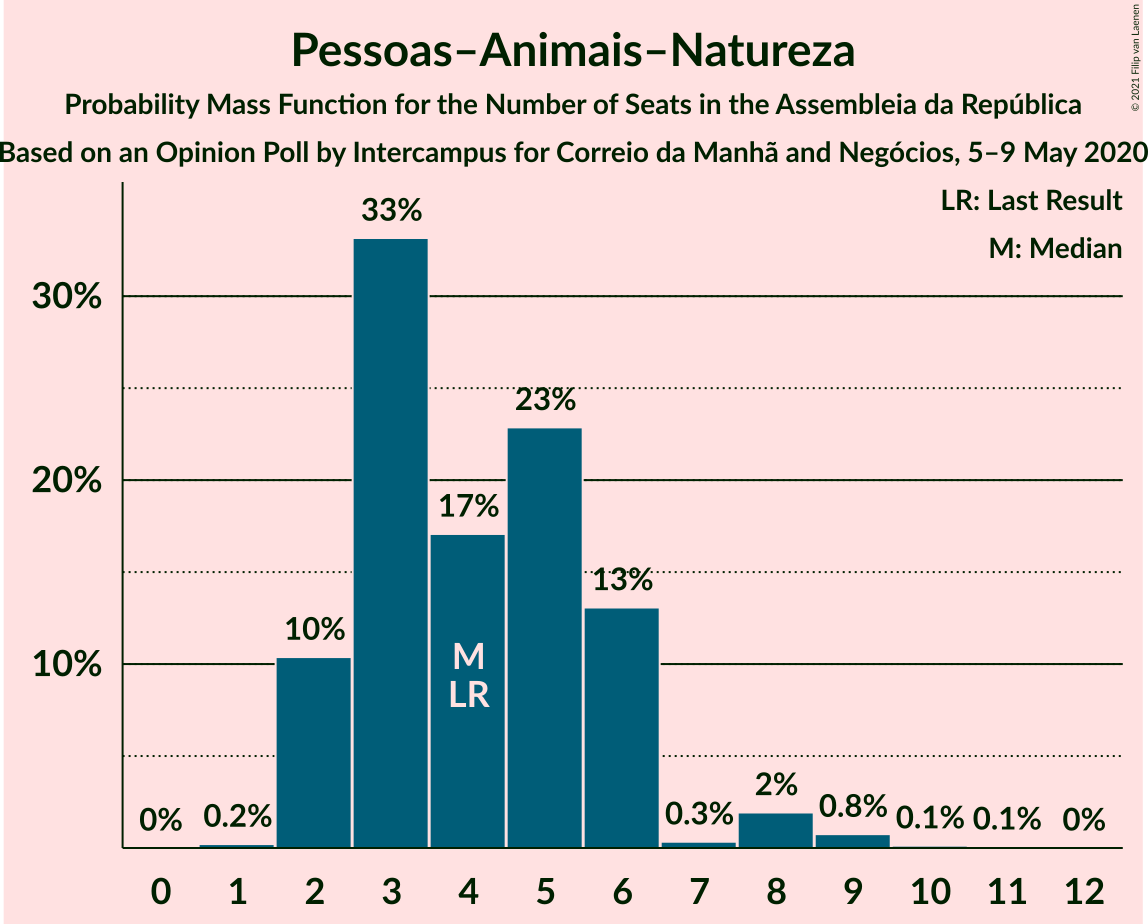 Pessoas–Animais–Natureza
Probability Mass Function for the Number of Seats in the Assembleia da República
Based on an Opinion Poll by Intercampus for Correio da Manhã and Negócios, 5–9 May 2020
© 2021 Filip van Laenen
LR: Last Result
M: Median
30%
20%
10%
0%
0.2%
10%
33%
17%
23%
13%
0.3%
2%
0.8%
0.1%
0.1%
0%
M
LR
0 1 2 3 4 5 6 7 8 9 10 11 12